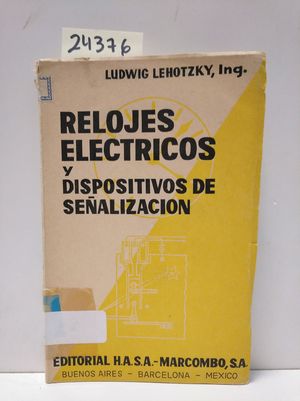 24376
LUDWIG LEHOTZKY, Ing.
RELOJES
ELECTRICOS
y
DISPOSITIVOS DE
SEÑALIZACION
EDITORIAL H.A.S.A.-MARCOMBO, S.A.
BUENOS AIRES - BARCELONA - MEXICO